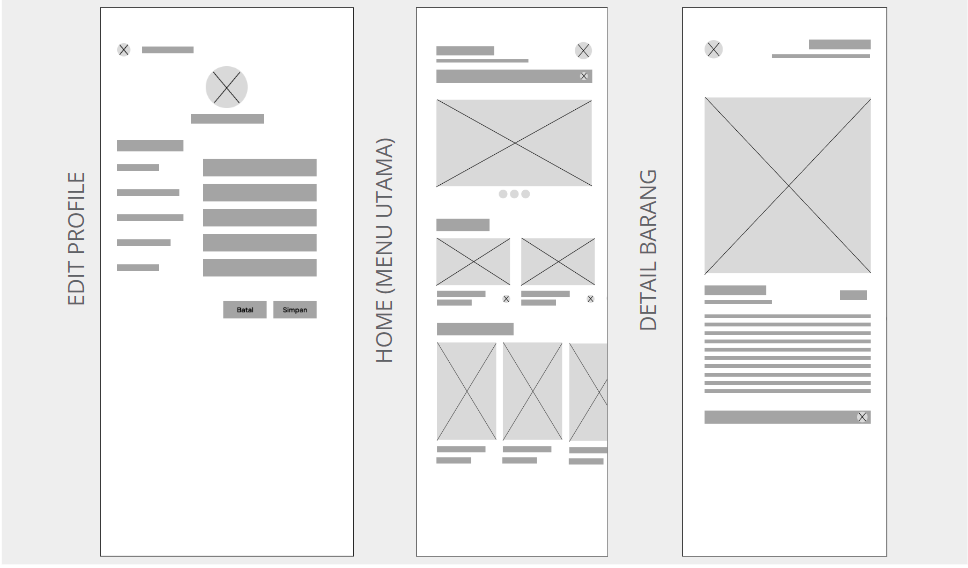 EDIT PROFILE
Batal
Simpan
HOME (MENU UTAMA)
DETAIL BARANG